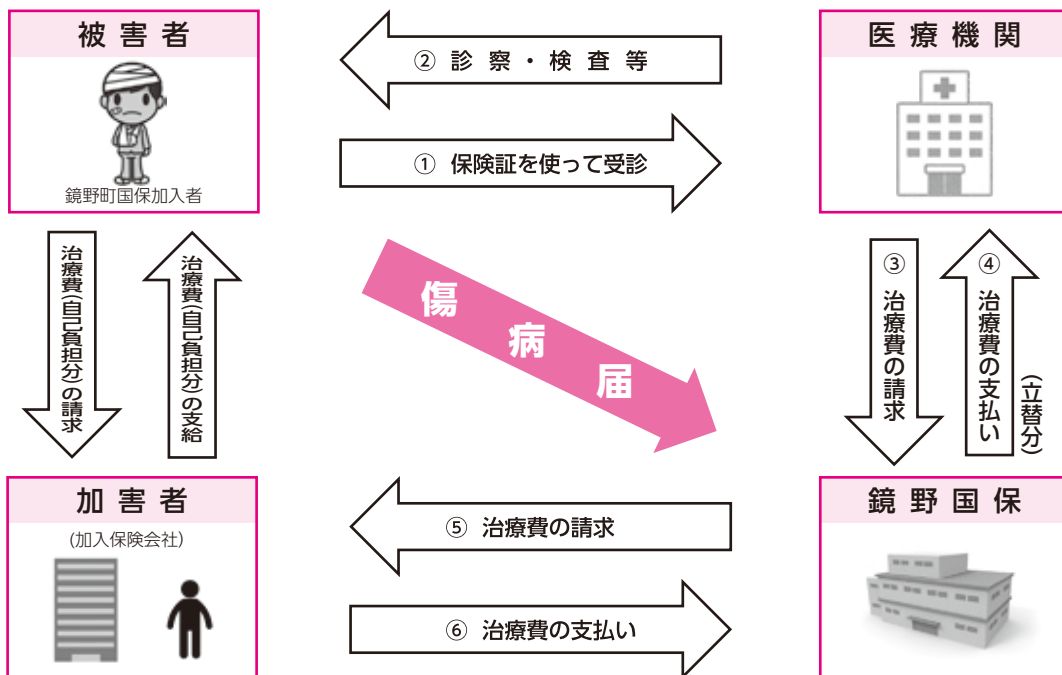 被害者
鏡野町国保加入者
② 診察・検査等
① 保険証を使って受診
医療機関
治療費(自己負担分)の請求
治療費(自己負担分)の支給
傷病届
③ 治療費の請求
④ 治療費の支払い
(立替分)
加害者
(加入保険会社)
⑤ 治療費の請求
⑥ 治療費の支払い
鏡野国保